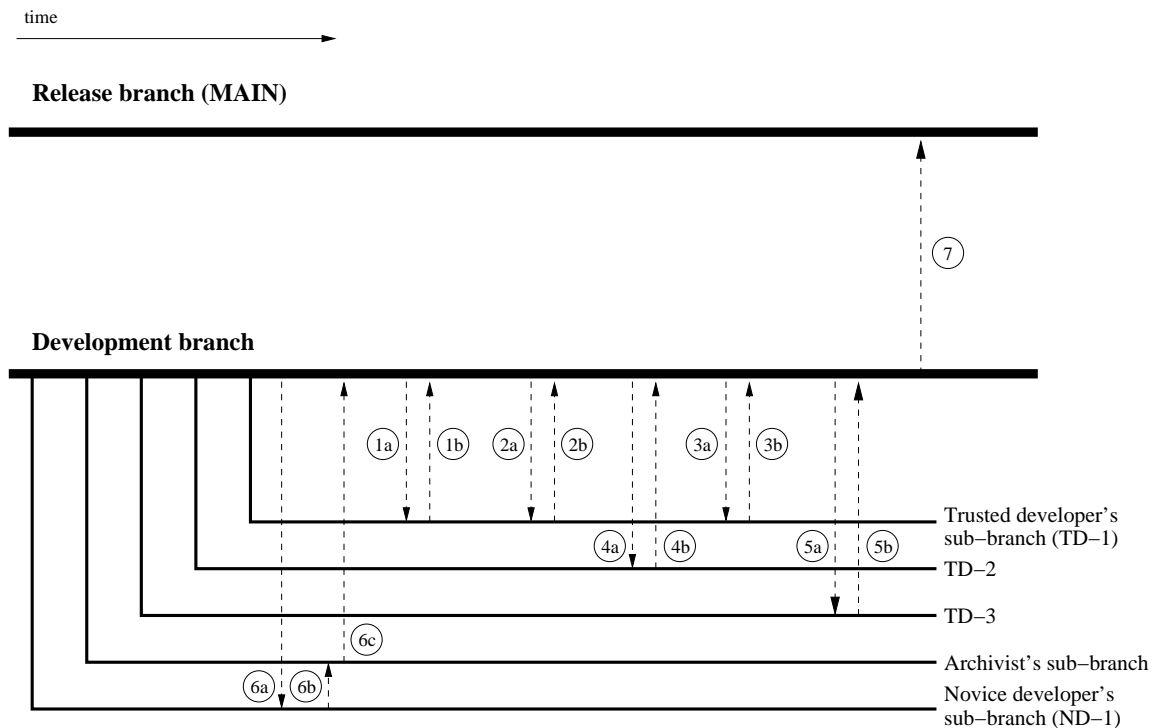 time
Release branch (MAIN)
7
Development branch
1a
1b
2a
2b
3a
3b
Trusted developer's
sub−branch (TD−1)
4a
4b
5a
5b
TD−2
TD−3
6c
Archivist's sub−branch
6a
6b
Novice developer's
sub−branch (ND−1)